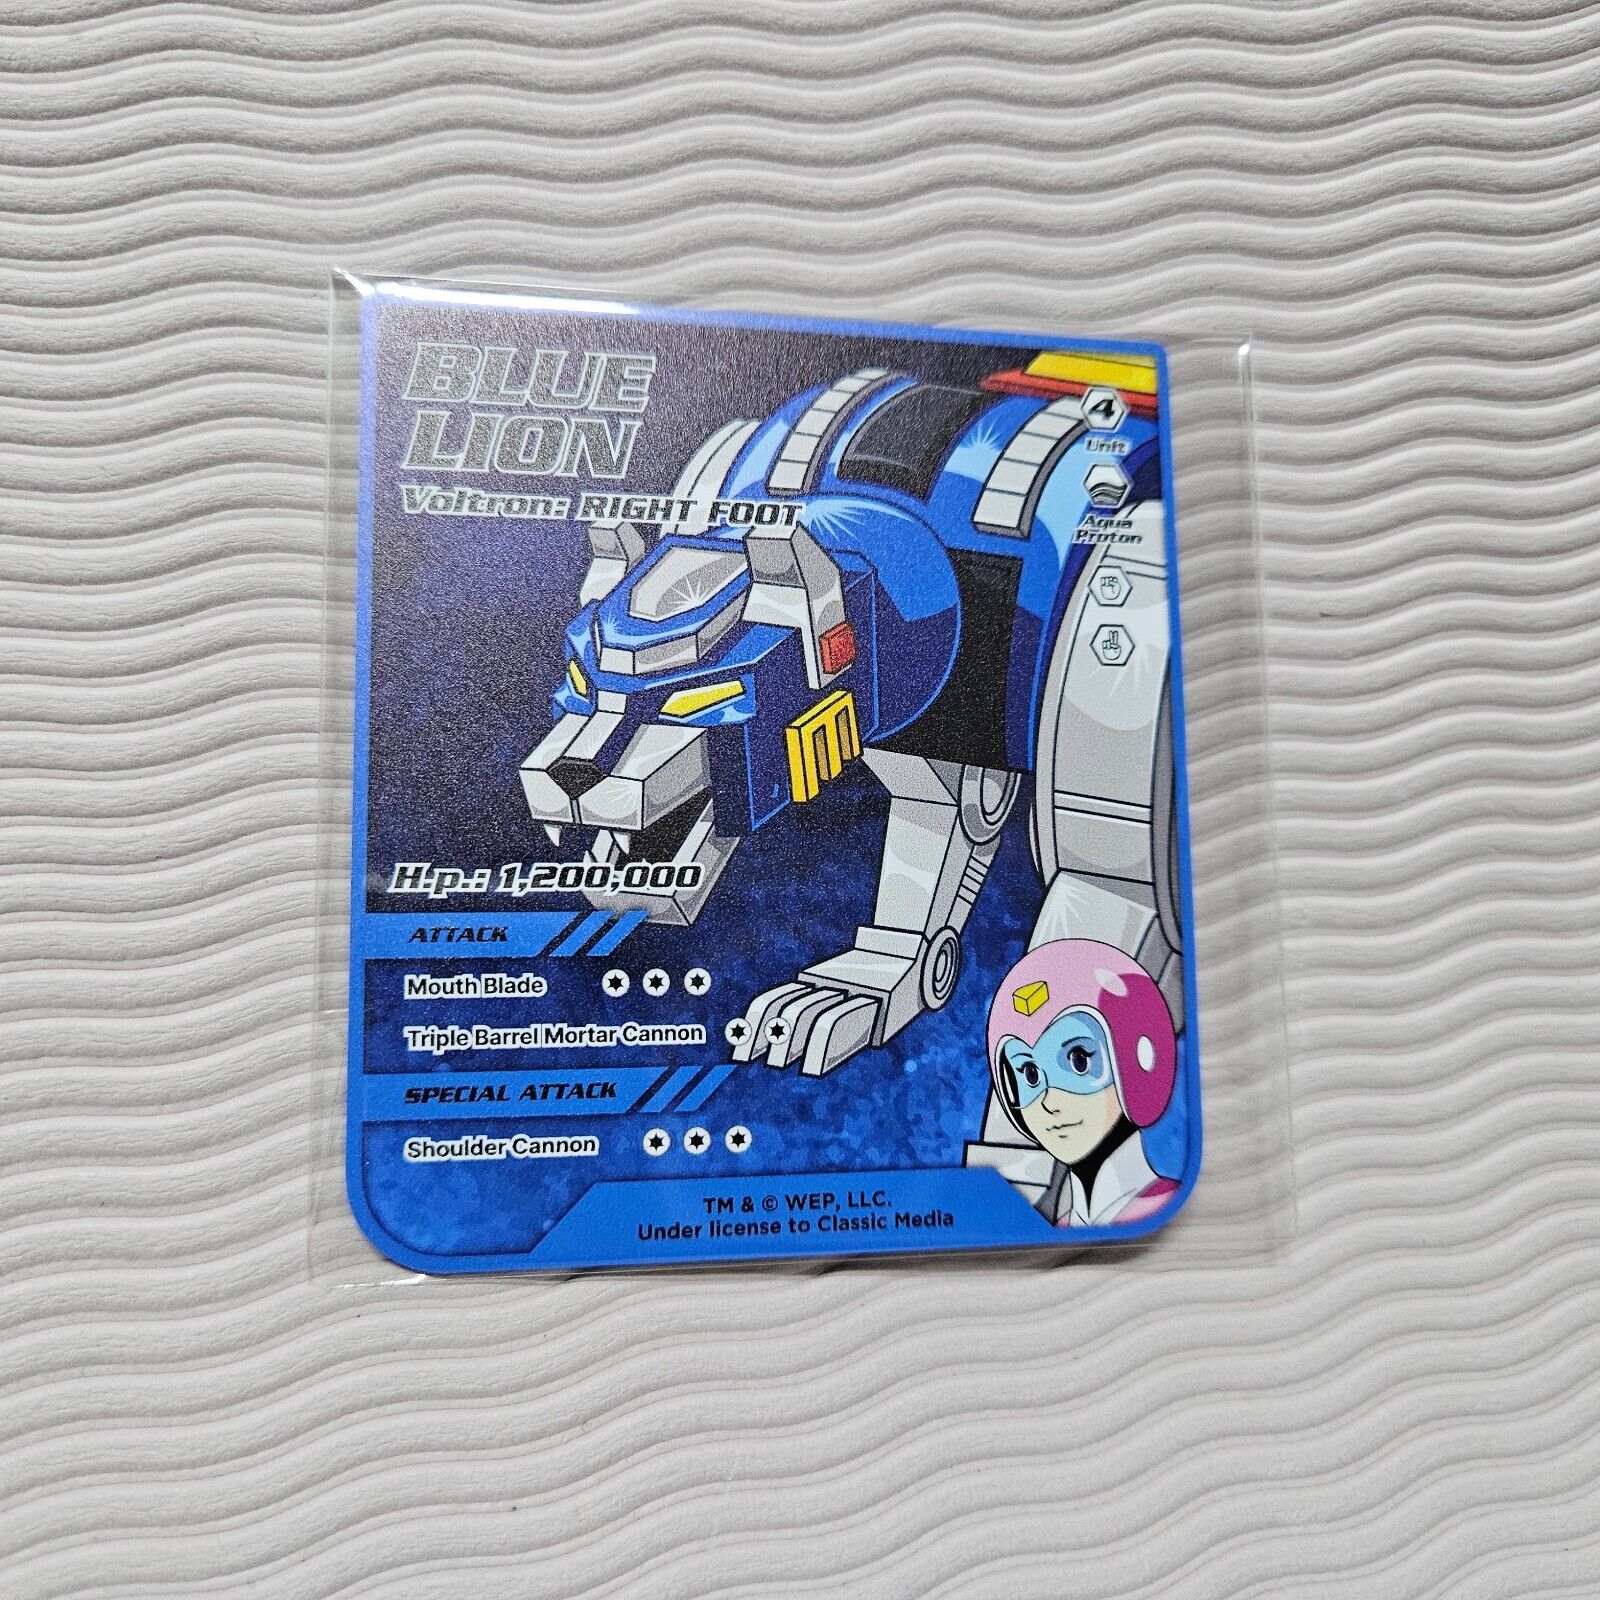 BLUE
LION
Voltron: RIGHT FOOT
4
Unit
Aqua
Proton
H.p.: 1,200,000
ATTACK
Mouth Blade
Triple Barrel Mortar Cannon
SPECIAL ATTACK
Shoulder Cannon
TM & © WEP, LLC.
Under license to Classic Media